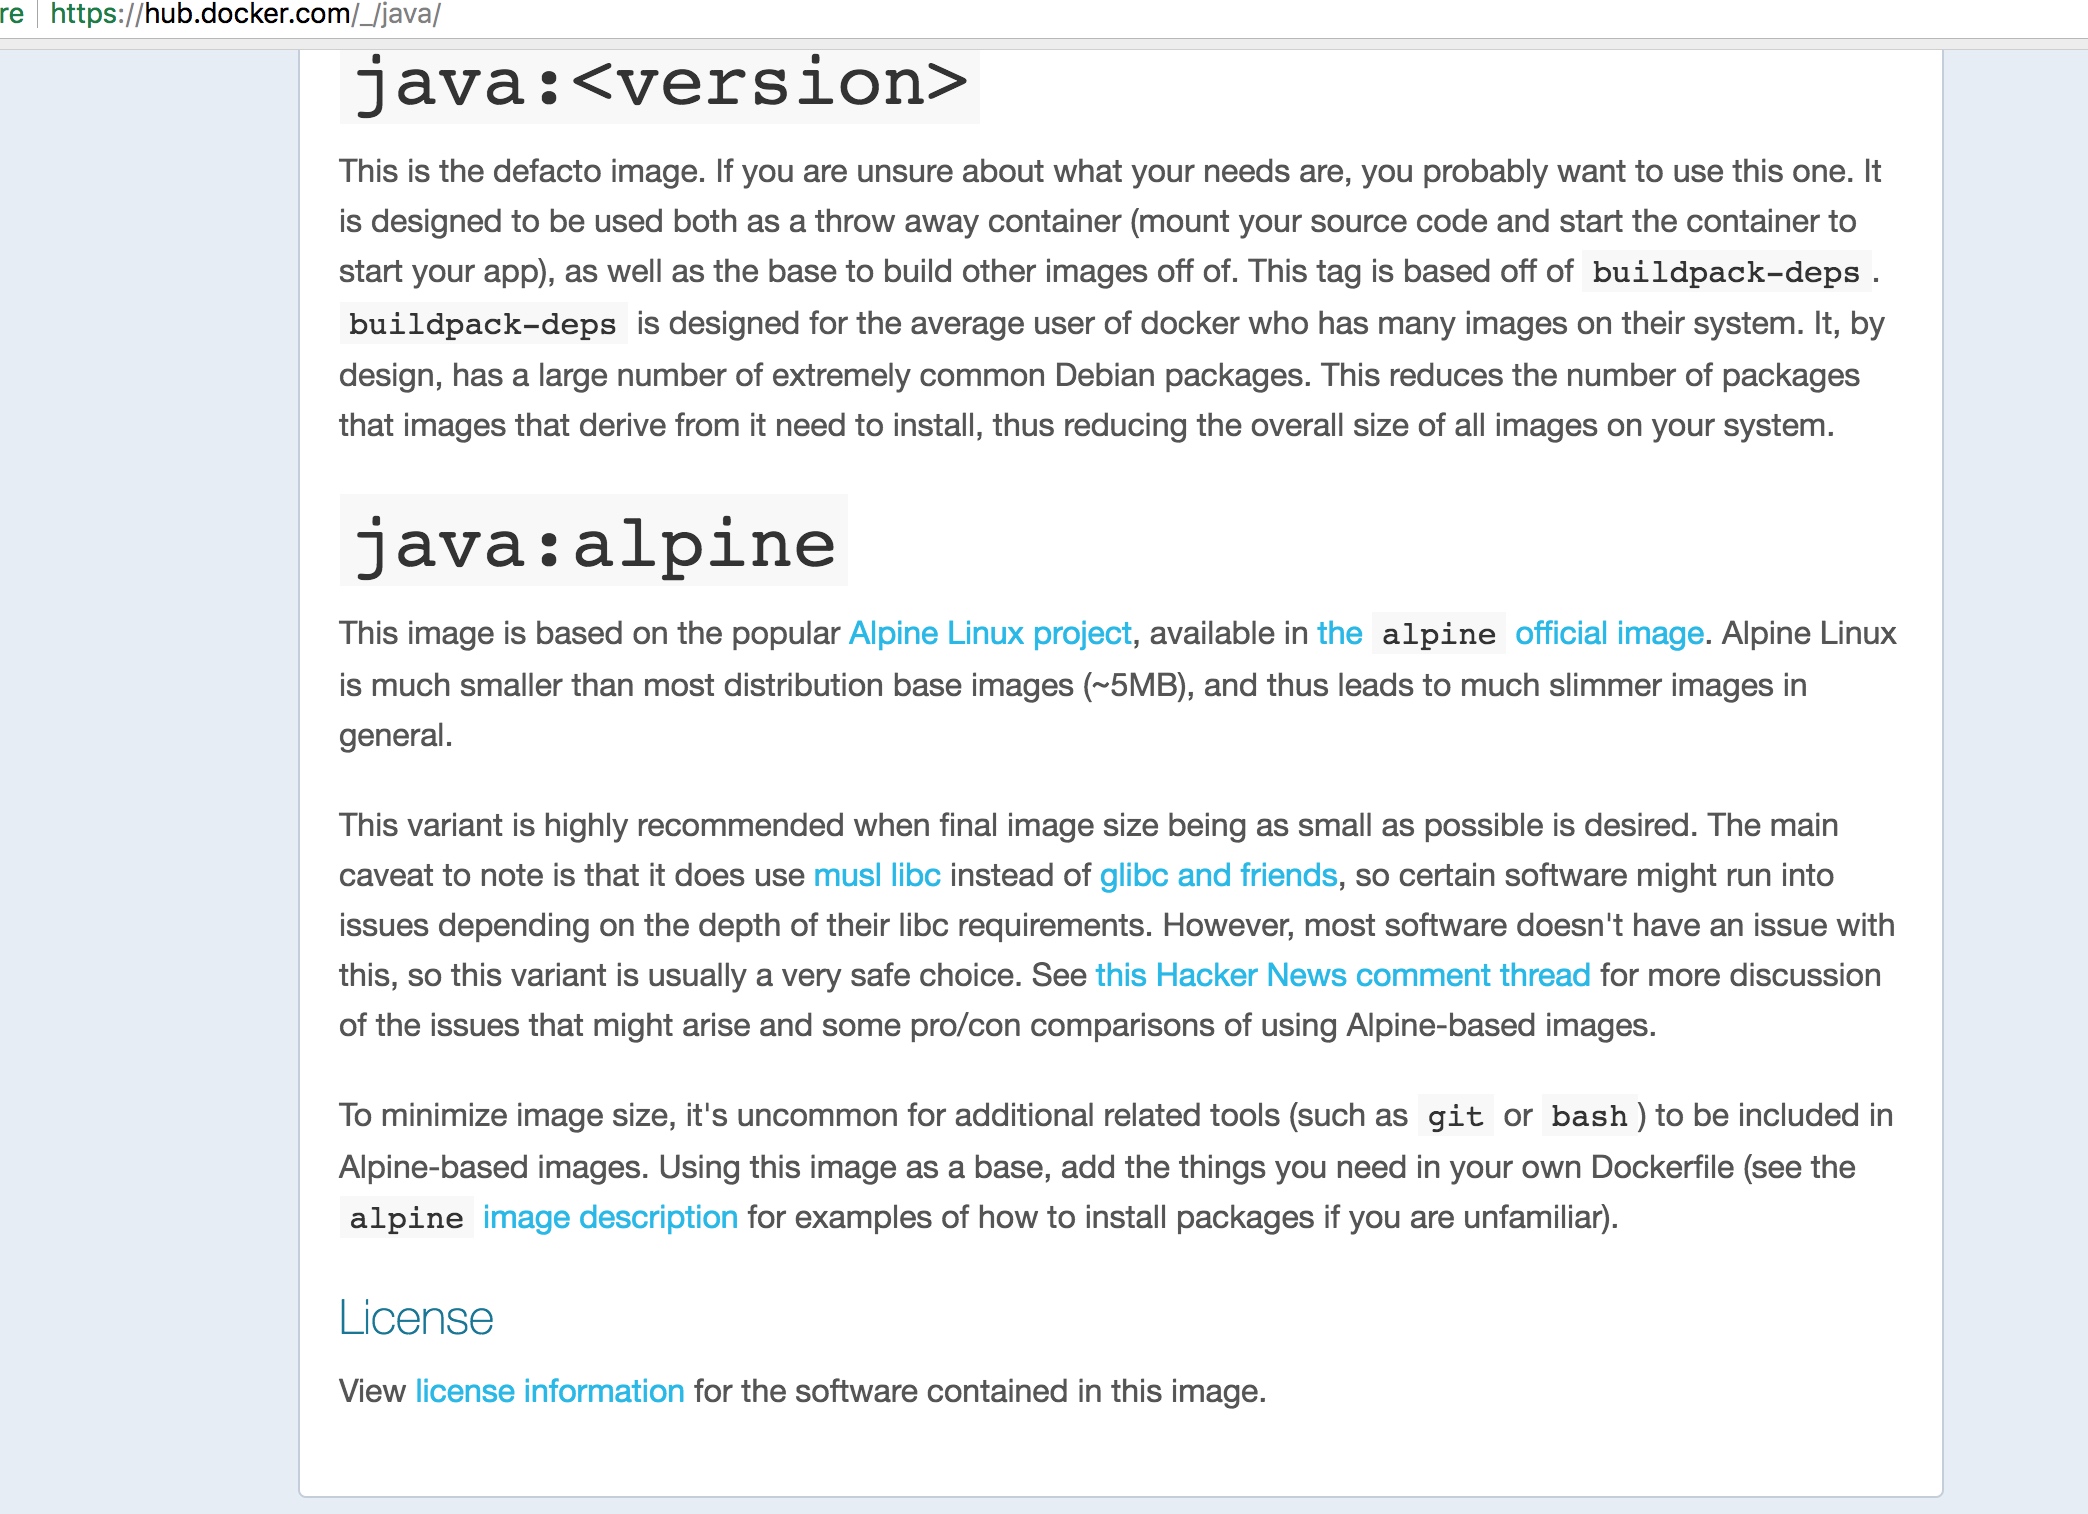 re | https://hub.docker.com/_/java/
java:<version>
This is the defacto image. If you are unsure about what your needs are, you probably want to use this one. It
is designed to be used both as a throw away container (mount your source code and start the container to
start your app), as well as the base to build other images off of. This tag is based off of buildpack-deps.
buildpack-deps is designed for the average user of docker who has many images on their system. It, by
design, has a large number of extremely common Debian packages. This reduces the number of packages
that images that derive from it need to install, thus reducing the overall size of all images on your system.
java:alpine
This image is based on the popular Alpine Linux project, available in the alpine official image. Alpine Linux
is much smaller than most distribution base images (~5MB), and thus leads to much slimmer images in
general.
This variant is highly recommended when final image size being as small as possible is desired. The main
caveat to note is that it does use musl libc instead of glibc and friends, so certain software might run into
issues depending on the depth of their libc requirements. However, most software doesn't have an issue with
this, so this variant is usually a very safe choice. See this Hacker News comment thread for more discussion
of the issues that might arise and some pro/con comparisons of using Alpine-based images.
To minimize image size, it's uncommon for additional related tools (such as git or bash) to be included in
Alpine-based images. Using this image as a base, add the things you need in your own Dockerfile (see the
alpine image description for examples of how to install packages if you are unfamiliar).
License
View license information for the software contained in this image.